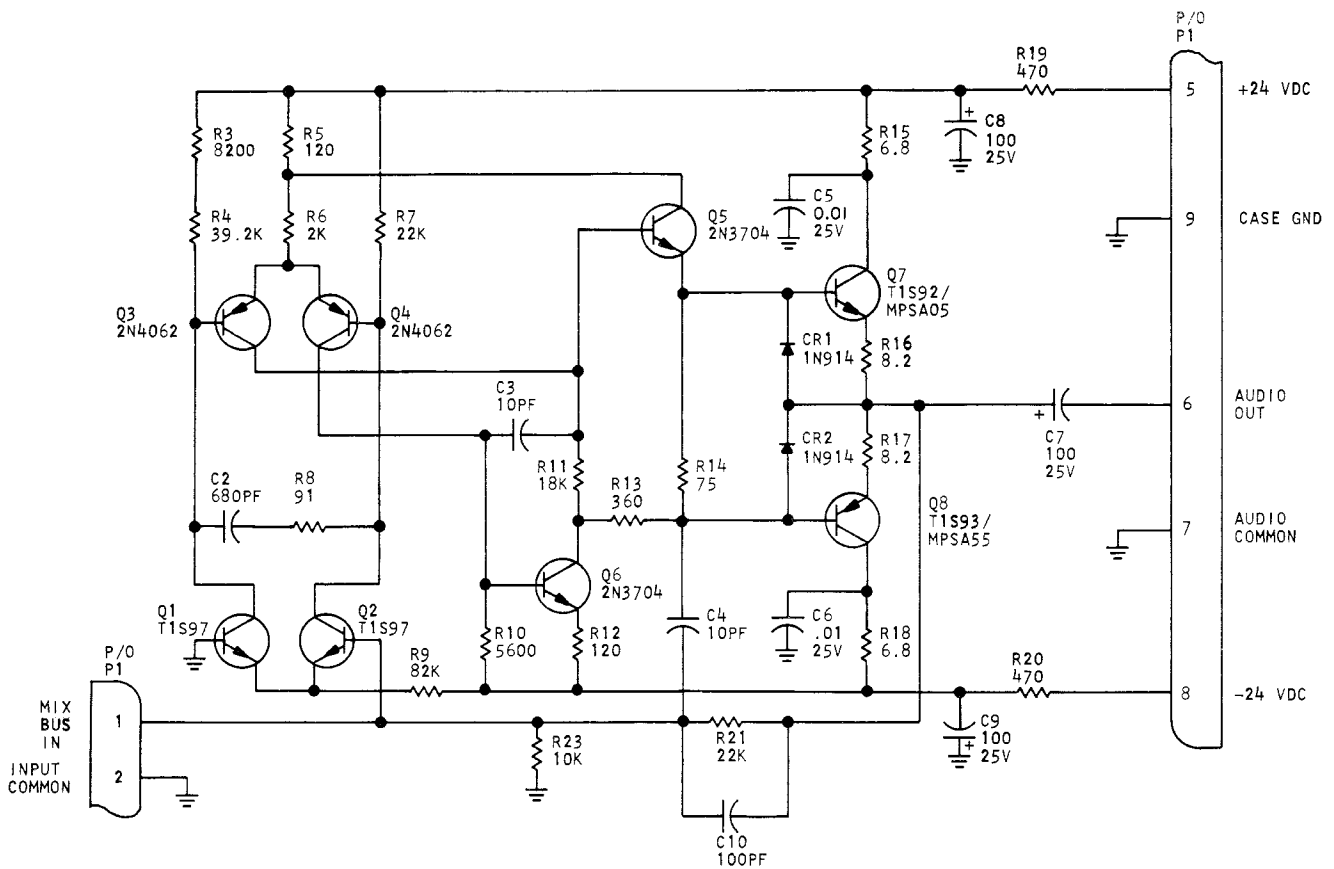 P/O
P1
R19
470
5
+24 VDC
+
C8
100
25V
R3
8200
R5
120
R15
6.8
C5
0.01
25V
R4
39.2K
R6
2K
R7
22K
Q5
2N3704
9
CASE GND
Q7
T1S92/
MPSA05
Q3
2N4062
Q4
2N4062
CR1
1N914
R16
8.2
C3
10PF
6
AUDIO
OUT
+
C7
100
25V
CR2
1N914
R17
8.2
R11
18K
R14
75
C2
680PF
R8
91
R13
360
Q8
T1S93/
MPSA55
7
AUDIO
COMMON
Q6
2N3704
Q1
T1S97
Q2
T1S97
R10
5600
R12
120
C4
10PF
C6
.01
25V
R18
6.8
P/O
P1
R9
82K
R20
470
8
-24 VDC
MIX
BUS
IN
1
C9
100
25V
+
R23
10K
R21
22K
INPUT
COMMON
2
C10
100PF